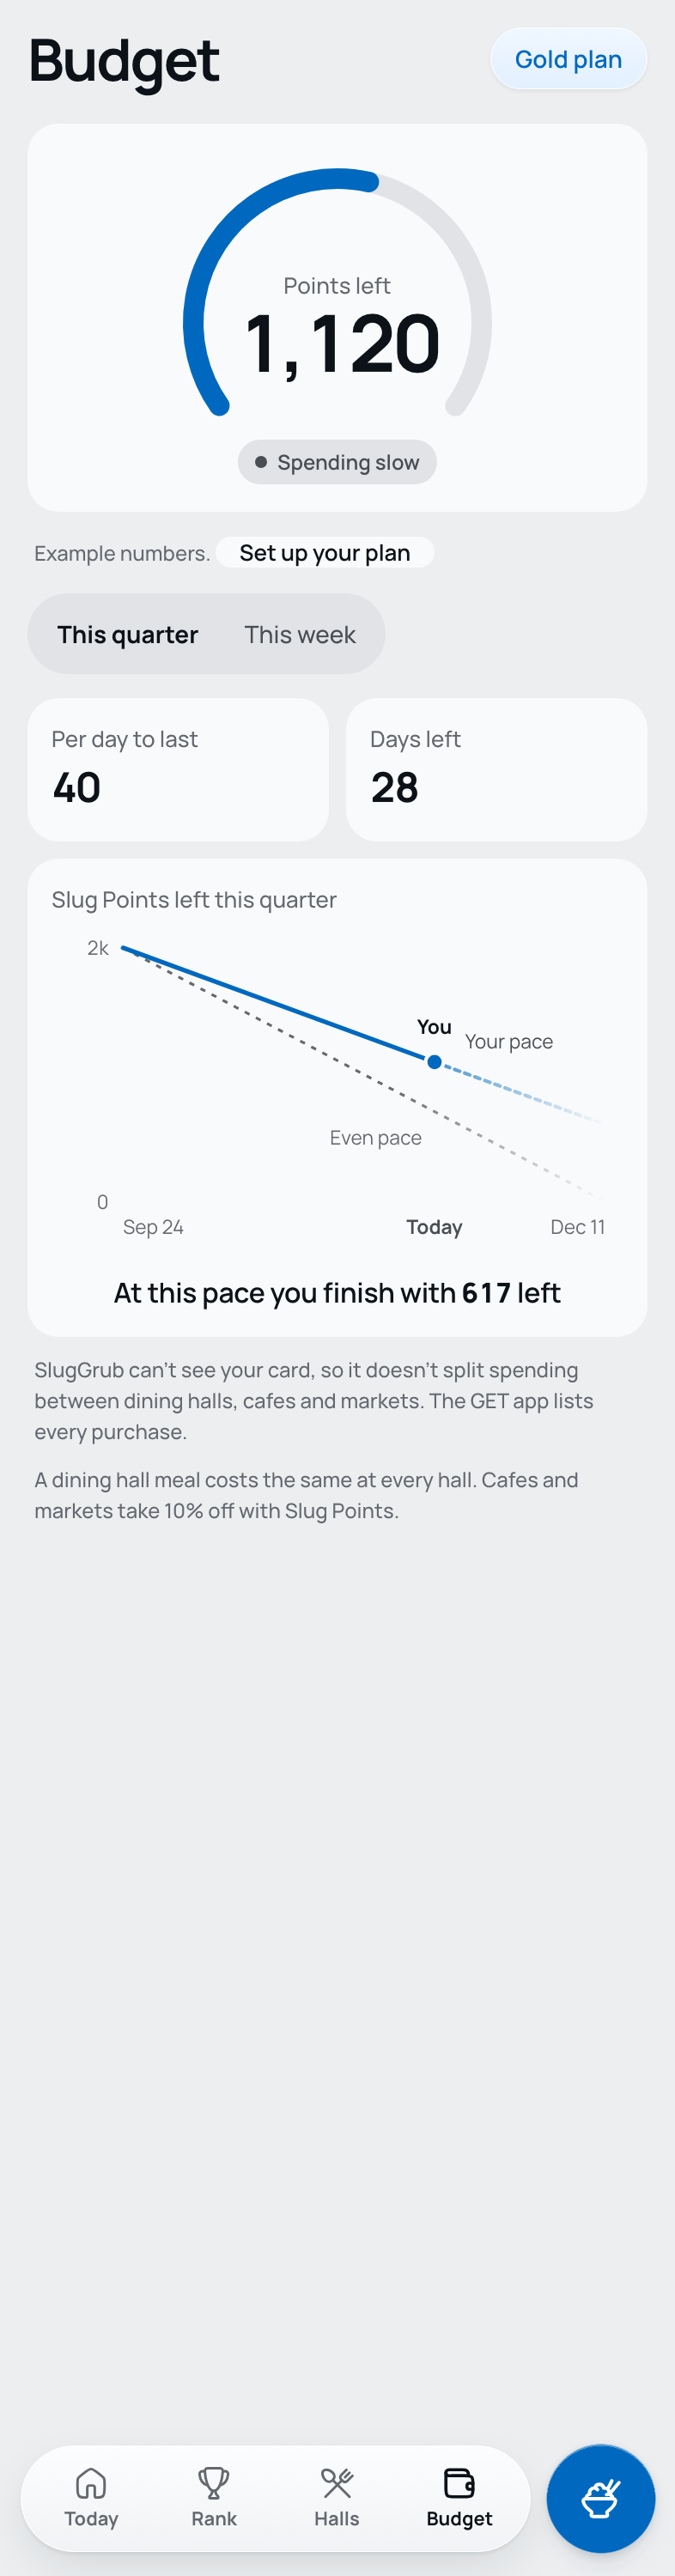 Budget
Gold plan
Points left
1,120
Spending slow
Example numbers. Set up your plan
This quarter
This week
Per day to last
40
Days left
28
Slug Points left this quarter
2k
You
Your pace
Even pace
0
Sep 24
Today
Dec 11
At this pace you finish with 617 left
SlugGrub can't see your card, so it doesn't split spending
between dining halls, cafes and markets. The GET app lists
every purchase.
A dining hall meal costs the same at every hall. Cafes and
markets take 10% off with Slug Points.
Today
Rank
Halls
Budget